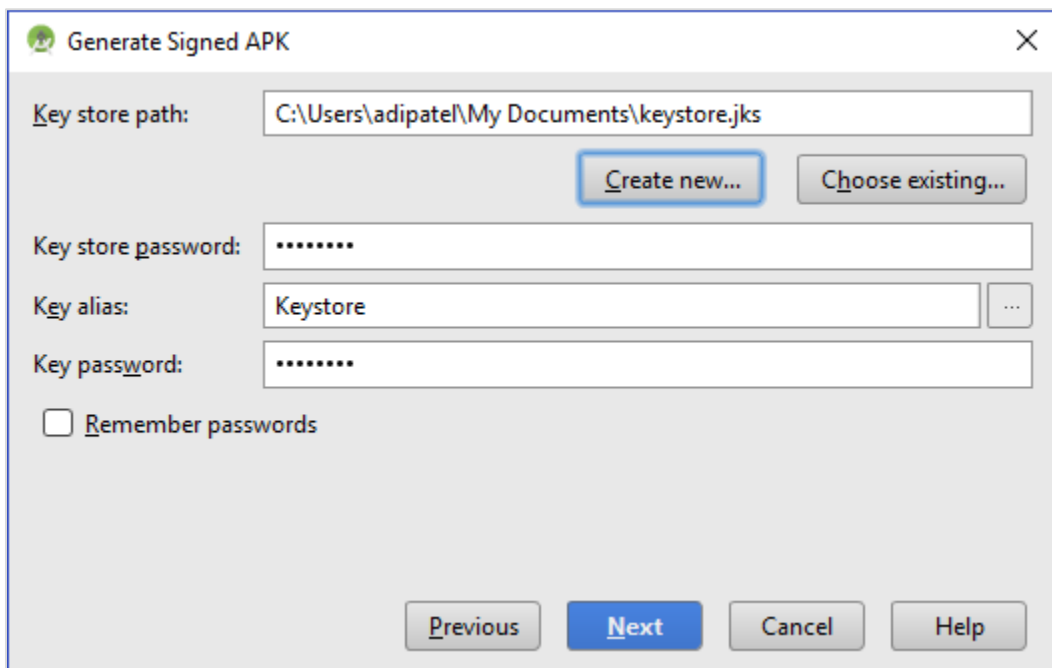 Generate Signed APK
Key store path: C:\Users\adipatel\My Documents\keystore.jks
Create new... Choose existing...
Key store password: ••••••••
Key alias: Keystore ...
Key password: ••••••••
Remember passwords
Previous Next Cancel Help